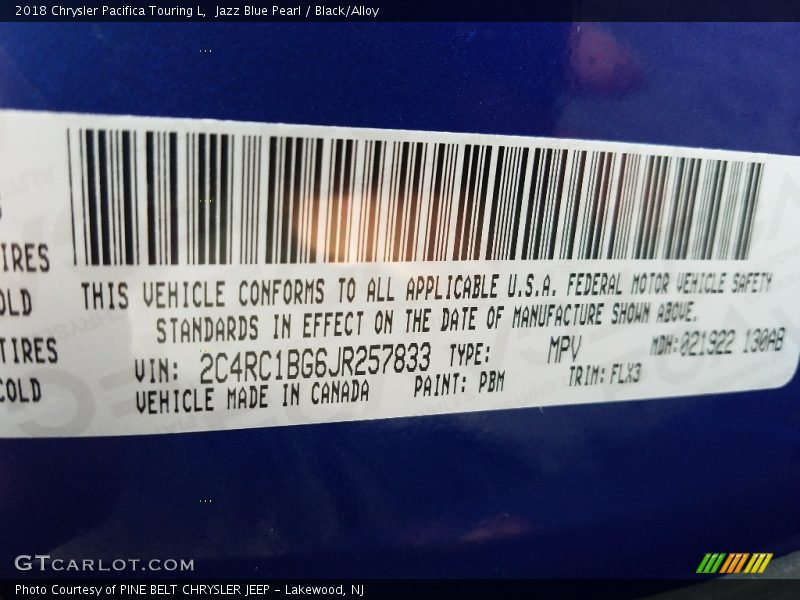 2018 Chrysler Pacifica Touring L,  Jazz Blue Pearl / Black/Alloy
IRES
OLD
TIRES
COLD
THIS VEHICLE CONFORMS TO ALL APPLICABLE U.S.A. FEDERAL MOTOR VEHICLE SAFETY
STANDARDS IN EFFECT ON THE DATE OF MANUFACTURE SHOWN ABOVE.
VIN: 2C4RC1BG6JR257833 TYPE: MPV MDH:021922 130AB
VEHICLE MADE IN CANADA PAINT: PBM TRIM: FLX3
GTCARLOT.COM
Photo Courtesy of PINE BELT CHRYSLER JEEP - Lakewood, NJ